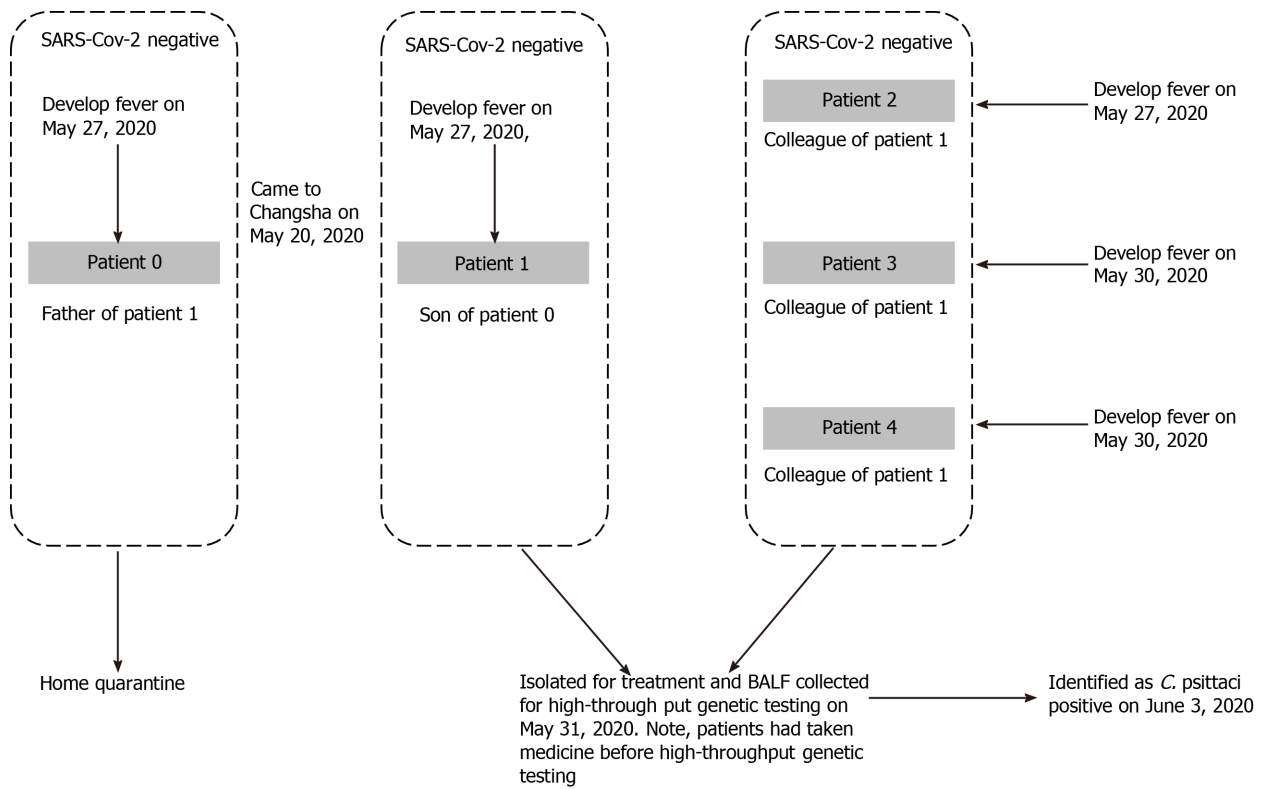 SARS-Cov-2 negative
Develop fever on
May 27, 2020
Patient 0
Father of patient 1
Home quarantine
Came to
Changsha on
May 20, 2020
SARS-Cov-2 negative
Develop fever on
May 27, 2020,
Patient 1
Son of patient 0
SARS-Cov-2 negative
Patient 2
Colleague of patient 1
Develop fever on
May 27, 2020
Patient 3
Colleague of patient 1
Develop fever on
May 30, 2020
Patient 4
Colleague of patient 1
Develop fever on
May 30, 2020
Isolated for treatment and BALF collected
for high-through put genetic testing on
May 31, 2020. Note, patients had taken
medicine before high-throughput genetic
testing
Identified as C. psittaci
positive on June 3, 2020